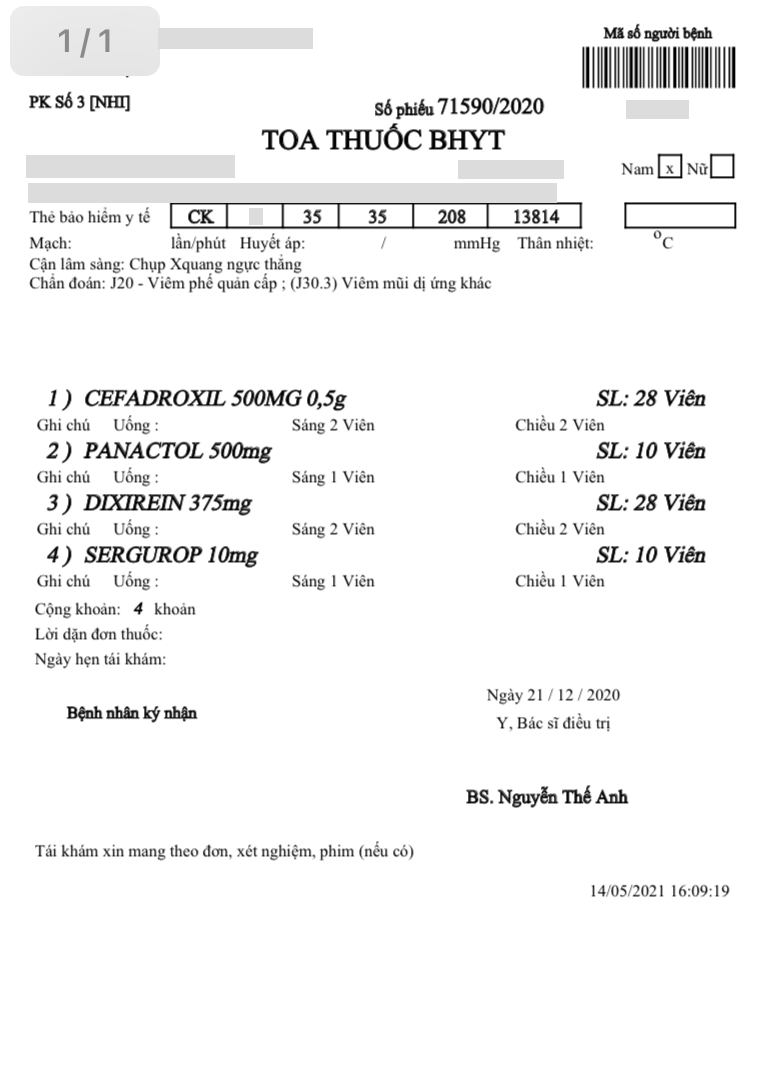 1/1
Mã số người bệnh
PK Số 3 [NHI]
Số phiếu 71590/2020
TOA THUỐC BHYT
Nam x Nữ
Thẻ bảo hiểm y tế CK 35 35 208 13814
Mạch: lần/phút Huyết áp: / mmHg Thân nhiệt: °C
Cận lâm sàng: Chụp Xquang ngực thẳng
Chẩn đoán: J20 - Viêm phế quản cấp ; (J30.3) Viêm mũi dị ứng khác
1 ) CEFADROXIL 500MG 0,5g SL: 28 Viên
Ghi chú Uống : Sáng 2 Viên Chiều 2 Viên
2 ) PANACTOL 500mg SL: 10 Viên
Ghi chú Uống : Sáng 1 Viên Chiều 1 Viên
3 ) DIXIREIN 375mg SL: 28 Viên
Ghi chú Uống : Sáng 2 Viên Chiều 2 Viên
4 ) SERGUROP 10mg SL: 10 Viên
Ghi chú Uống : Sáng 1 Viên Chiều 1 Viên
Cộng khoản: 4 khoản
Lời dặn đơn thuốc:
Ngày hẹn tái khám:
Ngày 21 / 12 / 2020
Bệnh nhân ký nhận
Y, Bác sĩ điều trị
BS. Nguyễn Thế Anh
Tái khám xin mang theo đơn, xét nghiệm, phim (nếu có)
14/05/2021 16:09:19